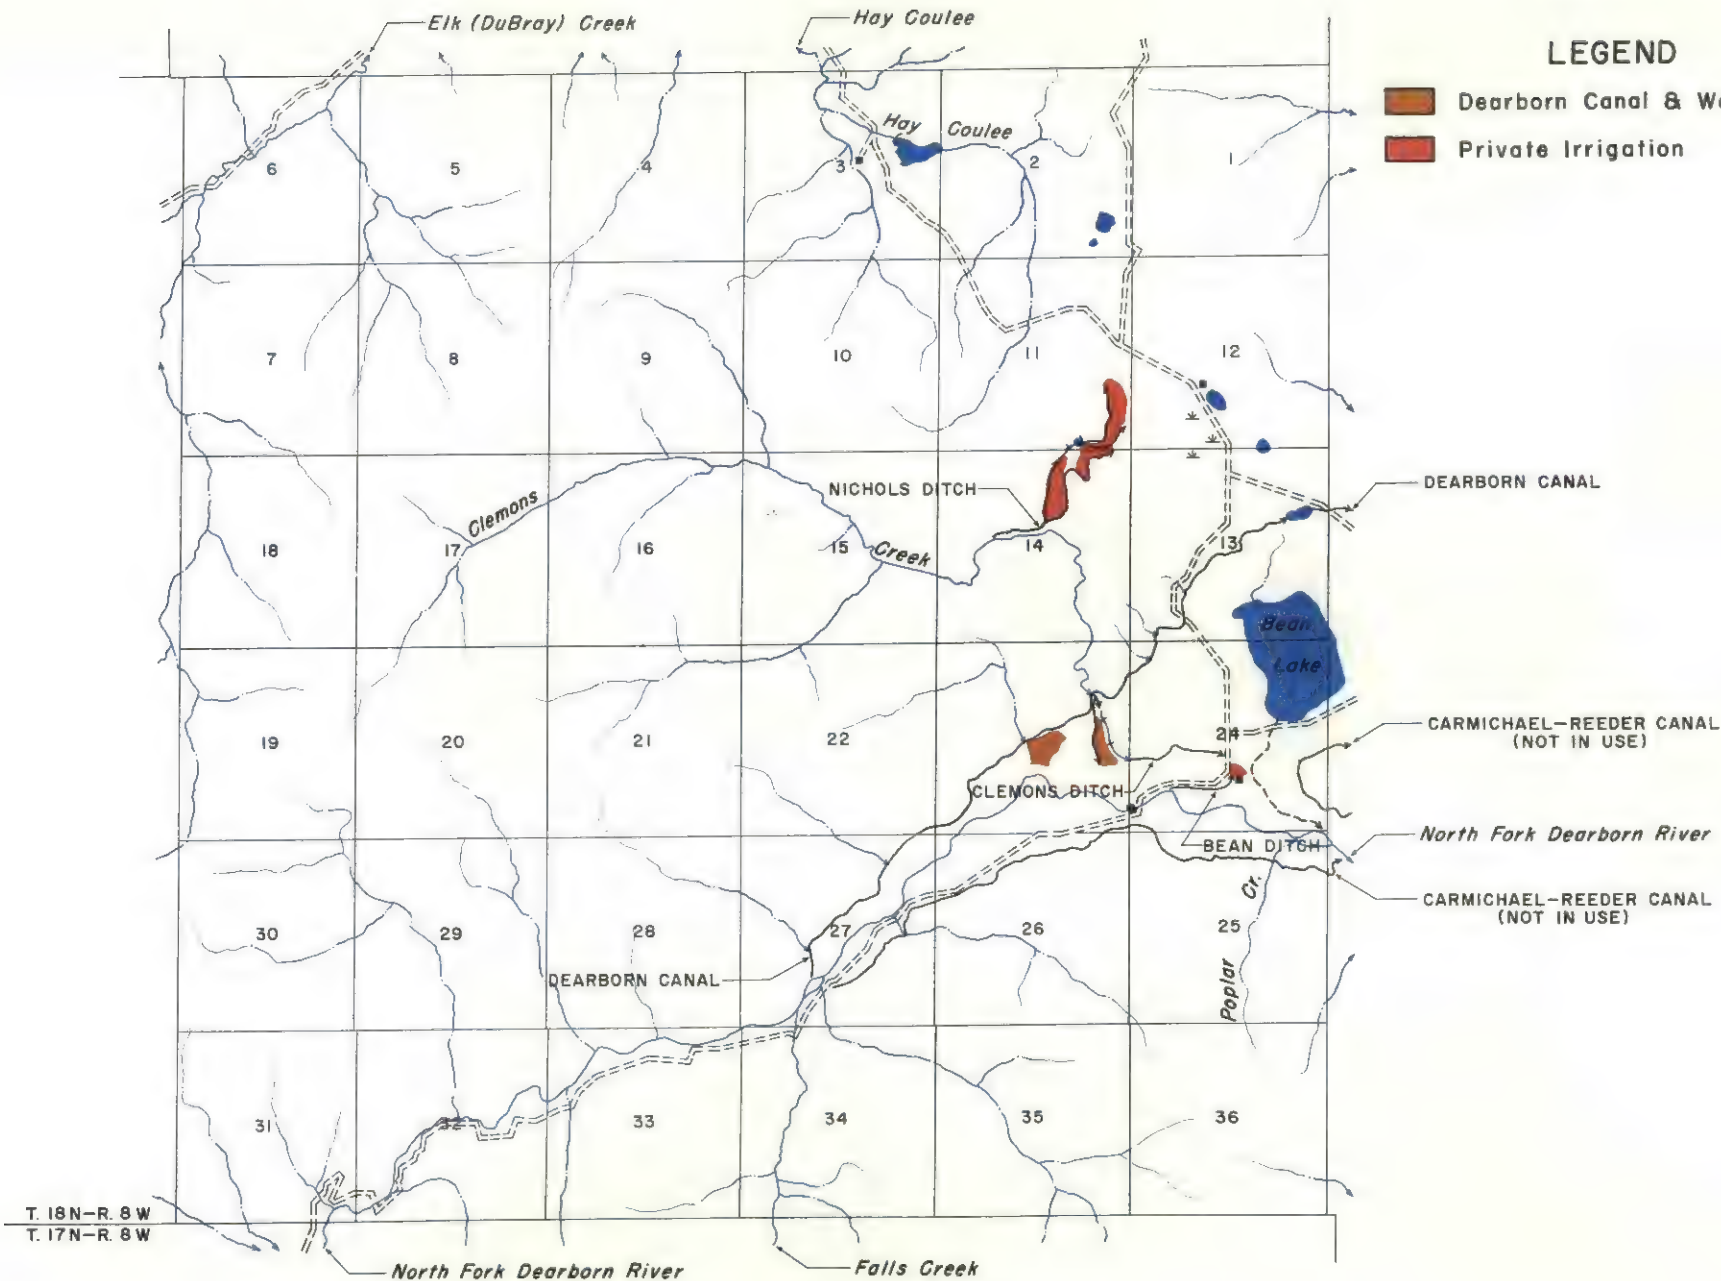 Elk (DuBray) Creek
Hay Coulee
LEGEND
Dearborn Canal &
Private Irrigation
Hay Coulee
6
5
4
3
2
1
7
8
9
10
11
12
NICHOLS DITCH
DEARBORN CANAL
Clemons Creek
18
17
16
15
14
13
Bean
Lake
19
20
21
22
24
CARMICHAEL-REEDER CANAL
(NOT IN USE)
CLEMONS DITCH
North Fork Dearborn River
BEAN DITCH
CARMICHAEL-REEDER CANAL
(NOT IN USE)
30
29
28
27
26
25
Poplar Cr.
DEARBORN CANAL
31
32
33
34
35
36
T. 18N-R. 8W
T. 17N-R. 8W
North Fork Dearborn River
Falls Creek